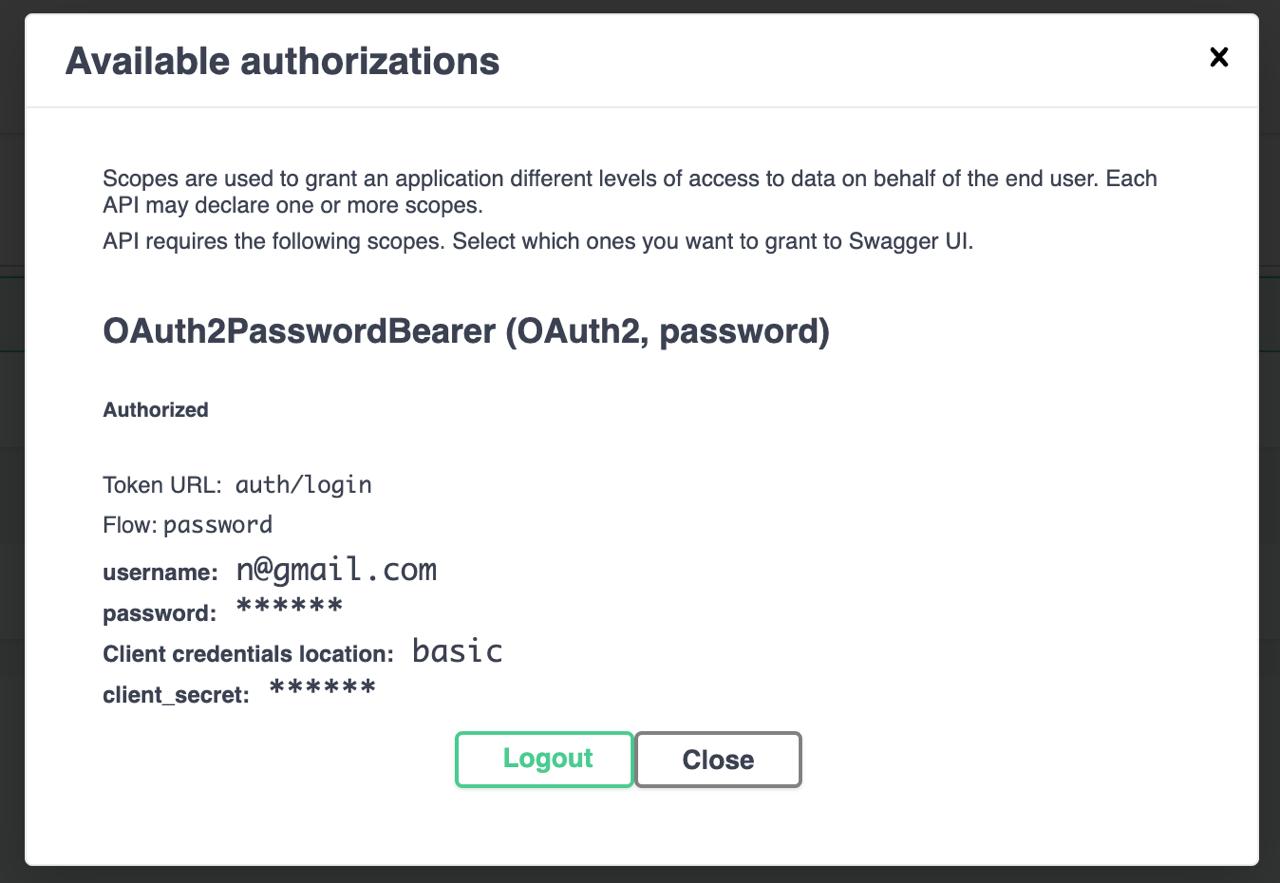 Available authorizations
Scopes are used to grant an application different levels of access to data on behalf of the end user. Each
API may declare one or more scopes.
API requires the following scopes. Select which ones you want to grant to Swagger UI.
OAuth2PasswordBearer (OAuth2, password)
Authorized
Token URL: auth/login
Flow: password
username: n@gmail.com
password: ******
Client credentials location: basic
client_secret: ******
Logout Close